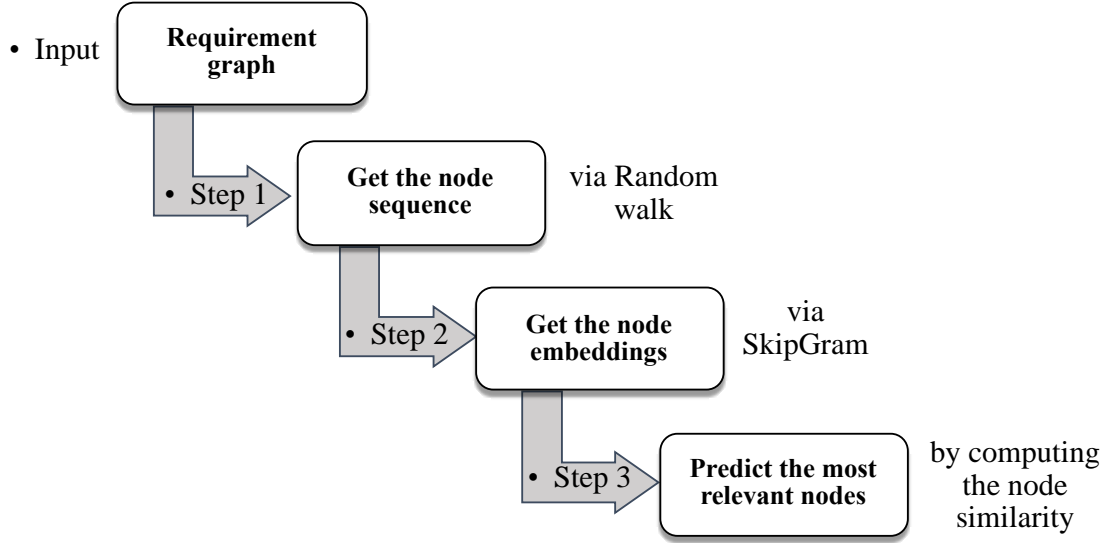 • Input
Requirement
graph
• Step 1
Get the node
sequence
via Random
walk
• Step 2
Get the node
embeddings
via
SkipGram
• Step 3
Predict the most
relevant nodes
by computing
the node
similarity